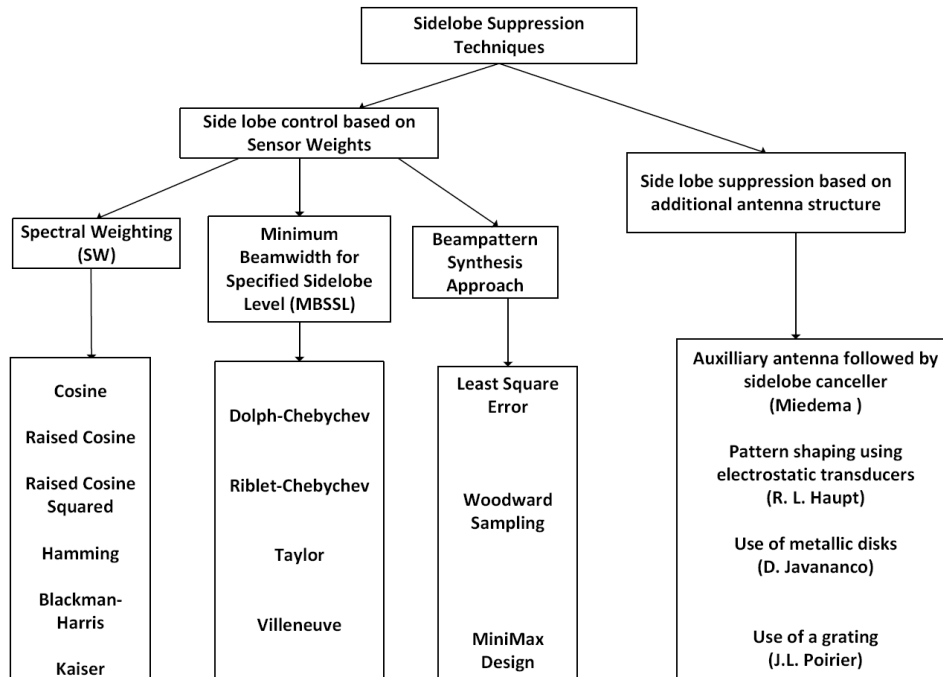 Sidelobe Suppression
Techniques
Side lobe control based on
Sensor Weights
Side lobe suppression based on
additional antenna structure
Spectral Weighting
(SW)
Minimum
Beamwidth for
Specified Sidelobe
Level (MBSSL)
Beampattern
Synthesis
Approach
Cosine
Raised Cosine
Raised Cosine
Squared
Hamming
Blackman-
Harris
Kaiser
Dolph-Chebychev
Riblet-Chebychev
Taylor
Villeneuve
Least Square
Error
Woodward
Sampling
MiniMax
Design
Auxilliary antenna followed by
sidelobe canceller
(Miedema )
Pattern shaping using
electrostatic transducers
(R. L. Haupt)
Use of metallic disks
(D. Javananco)
Use of a grating
(J.L. Poirier)